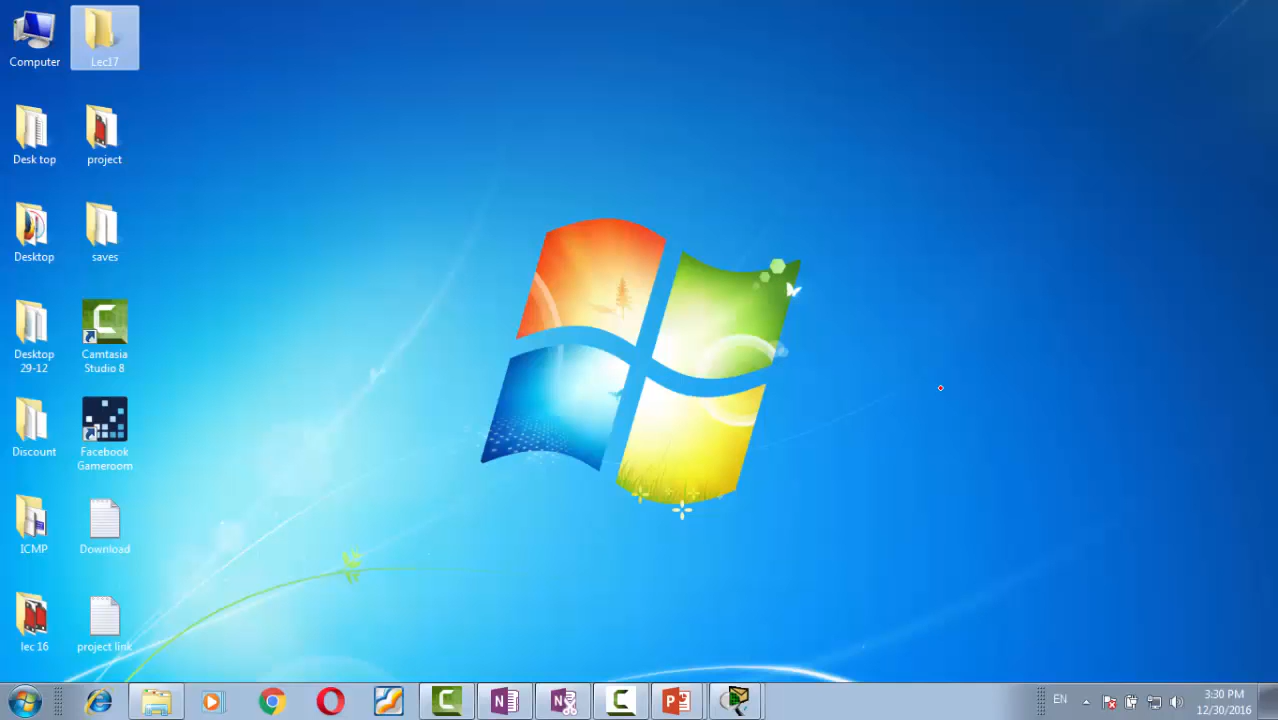 Computer
Lec17
Desk top
project
Desktop
saves
Desktop
29-12
Camtasia
Studio 8
Discount
Facebook
Gameroom
ICMP
Download
lec 16
project link
EN
3:30 PM
12/30/2016